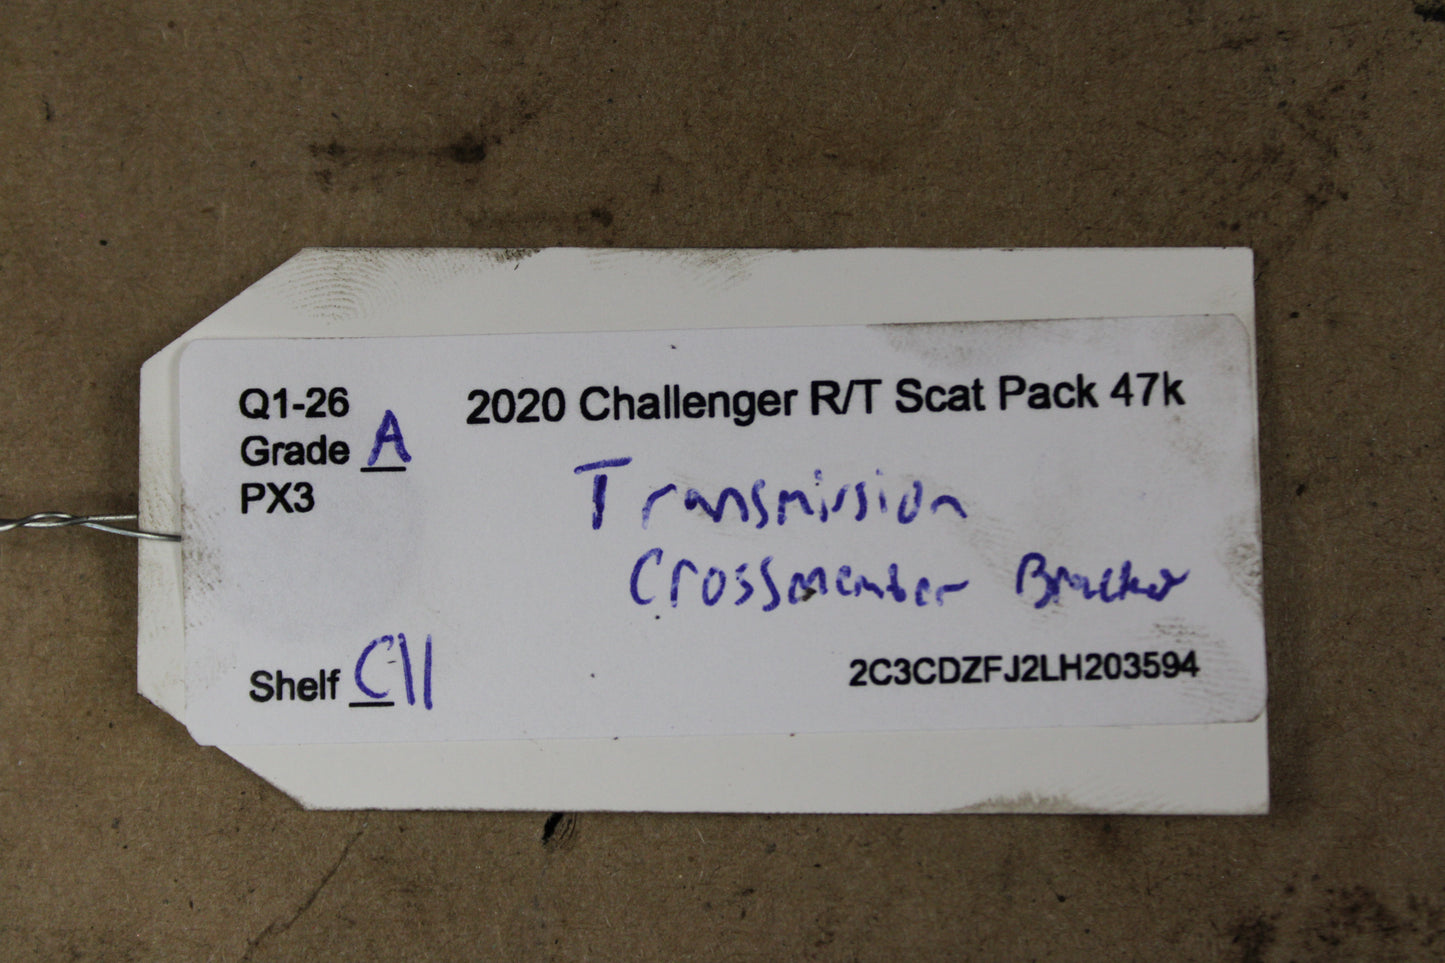 Q1-26
2020 Challenger R/T Scat Pack 47k
Grade A
PX3
Transmission
Crossmember Bracket
Shelf C11
2C3CDZFJ2LH203594